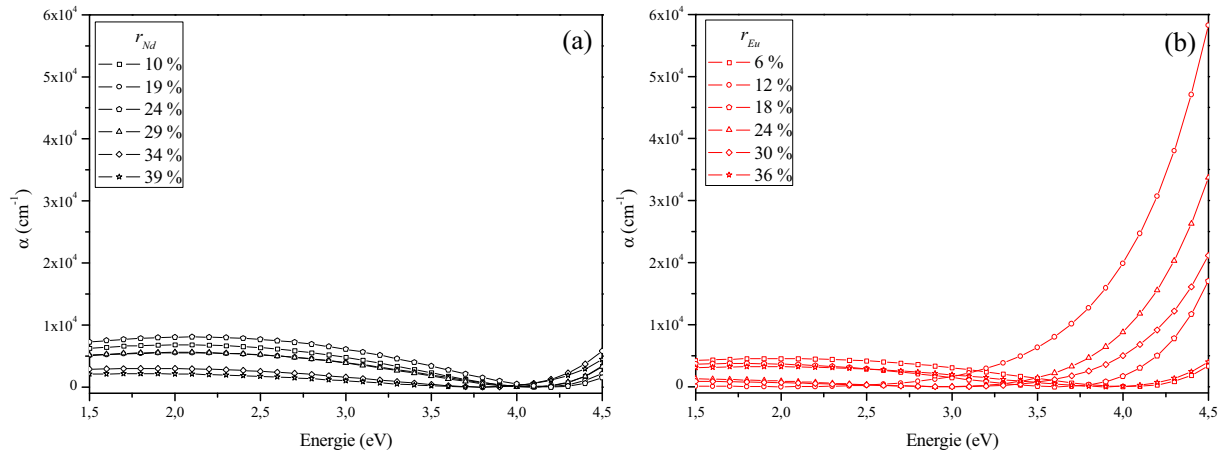 (a)
r_Nd
10 %
19 %
24 %
29 %
34 %
39 %
6x10⁴
5x10⁴
4x10⁴
3x10⁴
2x10⁴
1x10⁴
0
α (cm⁻¹)
1,5 2,0 2,5 3,0 3,5 4,0 4,5
Energie (eV)
(b)
r_Eu
6 %
12 %
18 %
24 %
30 %
36 %
6x10⁴
5x10⁴
4x10⁴
3x10⁴
2x10⁴
1x10⁴
0
α (cm⁻¹)
1,5 2,0 2,5 3,0 3,5 4,0 4,5
Energie (eV)